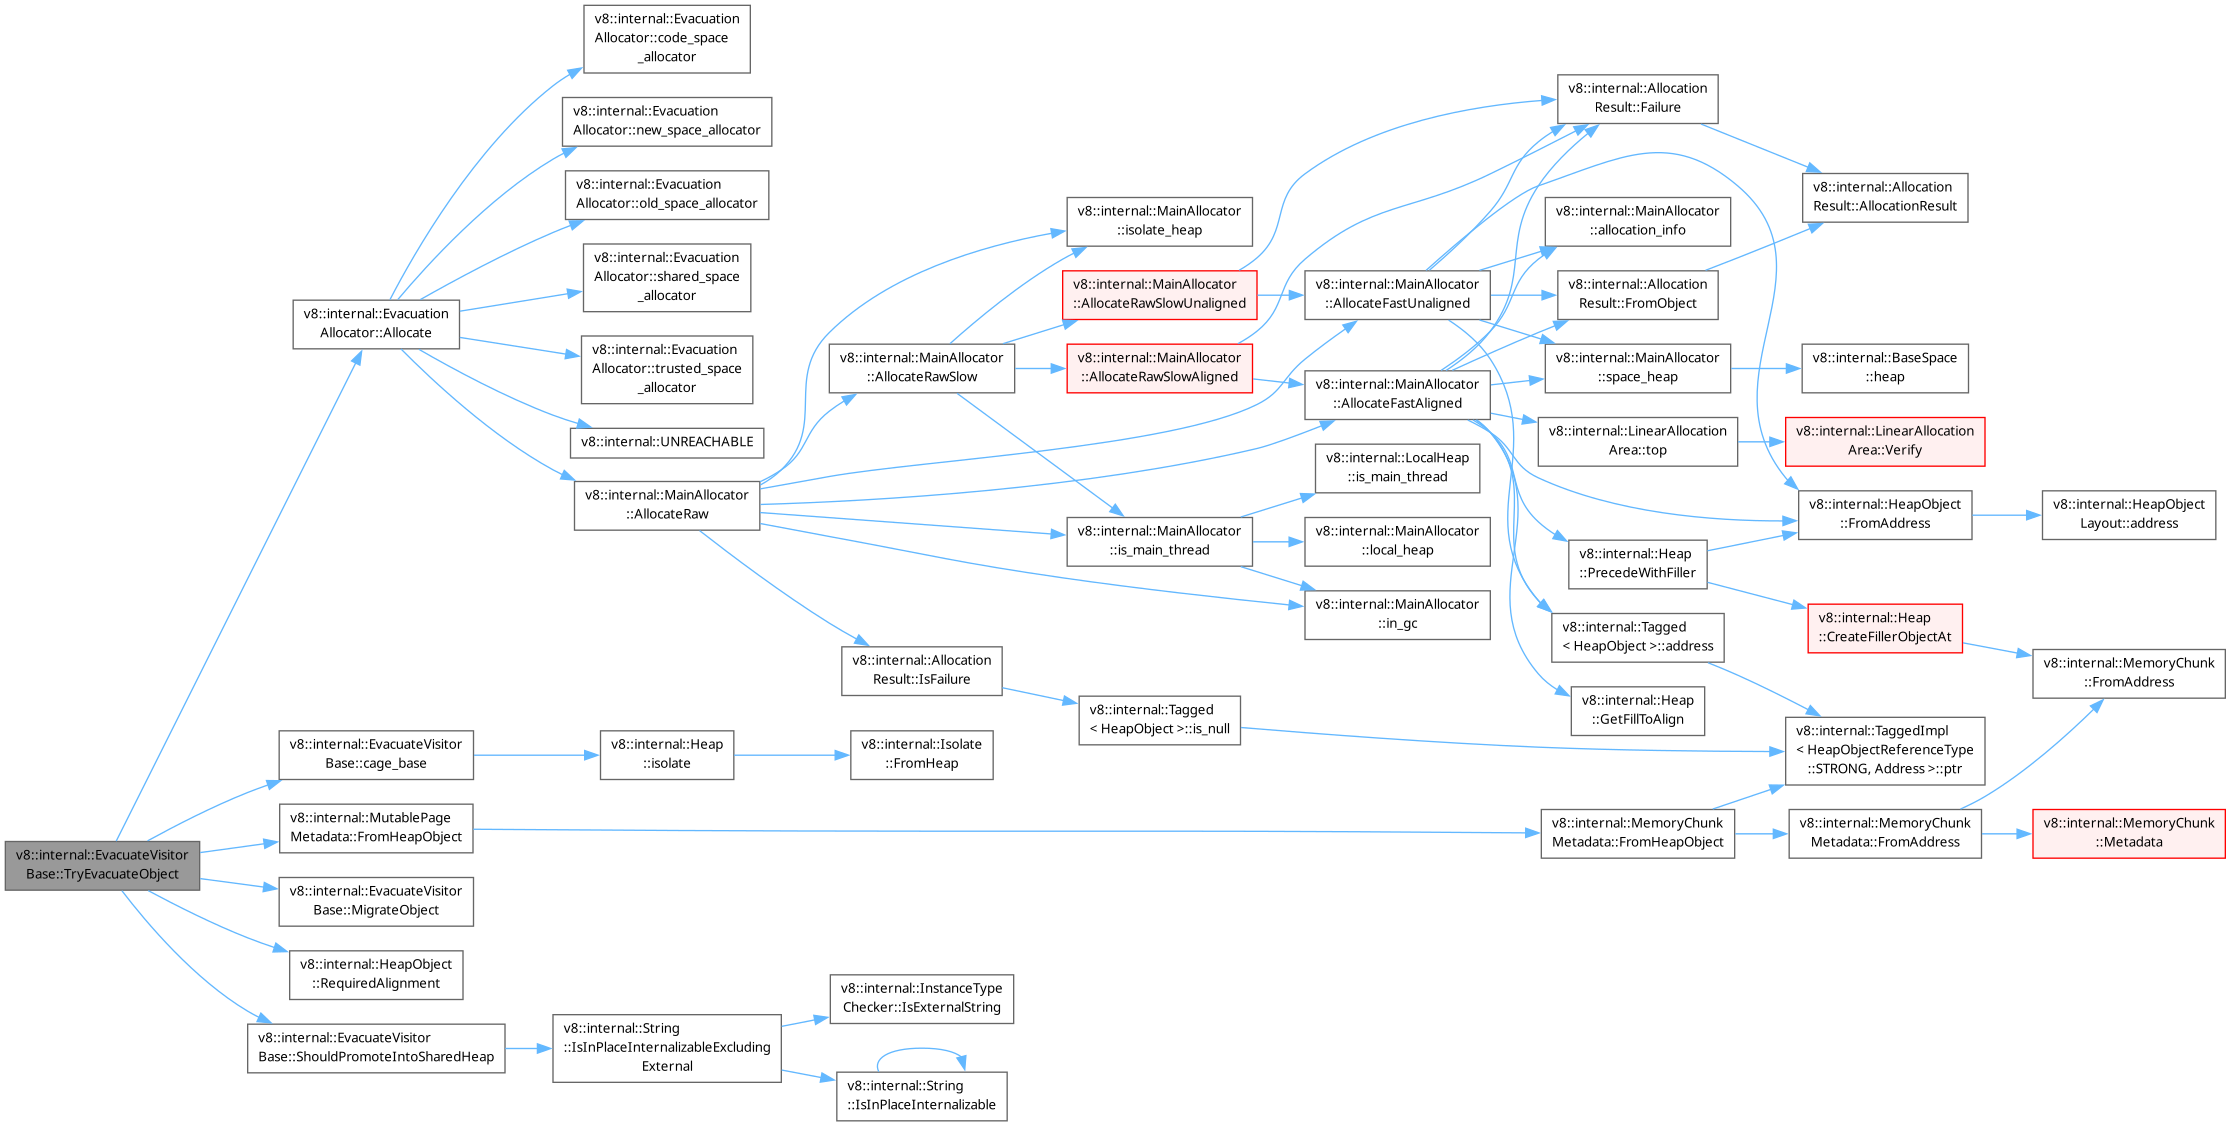 v8::internal::Evacuation
Allocator::code_space
_allocator
v8::internal::Evacuation
Allocator::new_space_allocator
v8::internal::Evacuation
Allocator::old_space_allocator
v8::internal::Evacuation
Allocator::shared_space
_allocator
v8::internal::Evacuation
Allocator::Allocate
v8::internal::Evacuation
Allocator::trusted_space
_allocator
v8::internal::UNREACHABLE
v8::internal::MainAllocator
::AllocateRaw
v8::internal::MainAllocator
::AllocateRawSlow
v8::internal::MainAllocator
::isolate_heap
v8::internal::MainAllocator
::AllocateRawSlowUnaligned
v8::internal::MainAllocator
::AllocateRawSlowAligned
v8::internal::MainAllocator
::is_main_thread
v8::internal::MainAllocator
::AllocateFastUnaligned
v8::internal::MainAllocator
::AllocateFastAligned
v8::internal::LocalHeap
::is_main_thread
v8::internal::MainAllocator
::local_heap
v8::internal::MainAllocator
::in_gc
v8::internal::Allocation
Result::Failure
v8::internal::MainAllocator
::allocation_info
v8::internal::Allocation
Result::FromObject
v8::internal::MainAllocator
::space_heap
v8::internal::LinearAllocation
Area::top
v8::internal::Heap
::PrecedeWithFiller
v8::internal::Tagged
< HeapObject >::address
v8::internal::Heap
::GetFillToAlign
v8::internal::Allocation
Result::AllocationResult
v8::internal::BaseSpace
::heap
v8::internal::LinearAllocation
Area::Verify
v8::internal::HeapObject
::FromAddress
v8::internal::HeapObject
Layout::address
v8::internal::Heap
::CreateFillerObjectAt
v8::internal::MemoryChunk
::FromAddress
v8::internal::Allocation
Result::IsFailure
v8::internal::Tagged
< HeapObject >::is_null
v8::internal::TaggedImpl
< HeapObjectReferenceType
::STRONG, Address >::ptr
v8::internal::EvacuateVisitor
Base::cage_base
v8::internal::Heap
::isolate
v8::internal::Isolate
::FromHeap
v8::internal::MutablePage
Metadata::FromHeapObject
v8::internal::MemoryChunk
Metadata::FromHeapObject
v8::internal::MemoryChunk
Metadata::FromAddress
v8::internal::MemoryChunk
::Metadata
v8::internal::EvacuateVisitor
Base::TryEvacuateObject
v8::internal::EvacuateVisitor
Base::MigrateObject
v8::internal::HeapObject
::RequiredAlignment
v8::internal::EvacuateVisitor
Base::ShouldPromoteIntoSharedHeap
v8::internal::String
::IsInPlaceInternalizableExcluding
External
v8::internal::InstanceType
Checker::IsExternalString
v8::internal::String
::IsInPlaceInternalizable